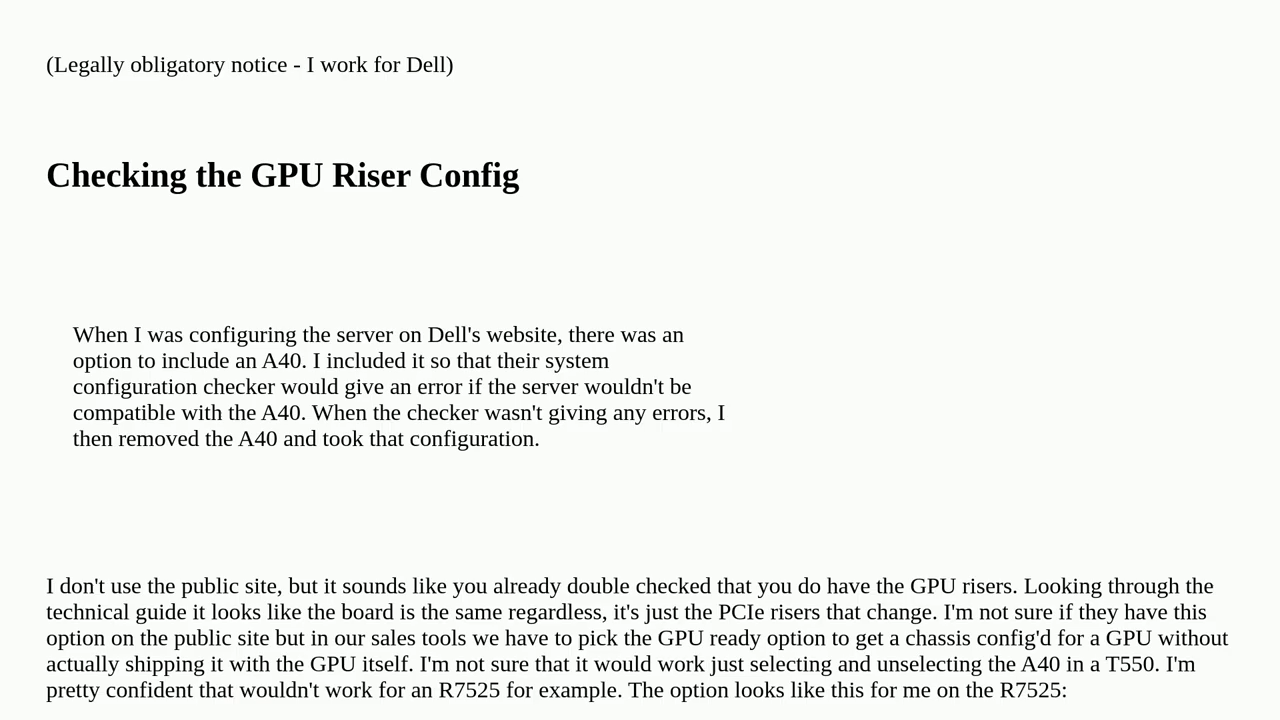 (Legally obligatory notice - I work for Dell)
Checking the GPU Riser Config
When I was configuring the server on Dell's website, there was an
option to include an A40. I included it so that their system
configuration checker would give an error if the server wouldn't be
compatible with the A40. When the checker wasn't giving any errors, I
then removed the A40 and took that configuration.
I don't use the public site, but it sounds like you already double checked that you do have the GPU risers. Looking through the
technical guide it looks like the board is the same regardless, it's just the PCIe risers that change. I'm not sure if they have this
option on the public site but in our sales tools we have to pick the GPU ready option to get a chassis config'd for a GPU without
actually shipping it with the GPU itself. I'm not sure that it would work just selecting and unselecting the A40 in a T550. I'm
pretty confident that wouldn't work for an R7525 for example. The option looks like this for me on the R7525: